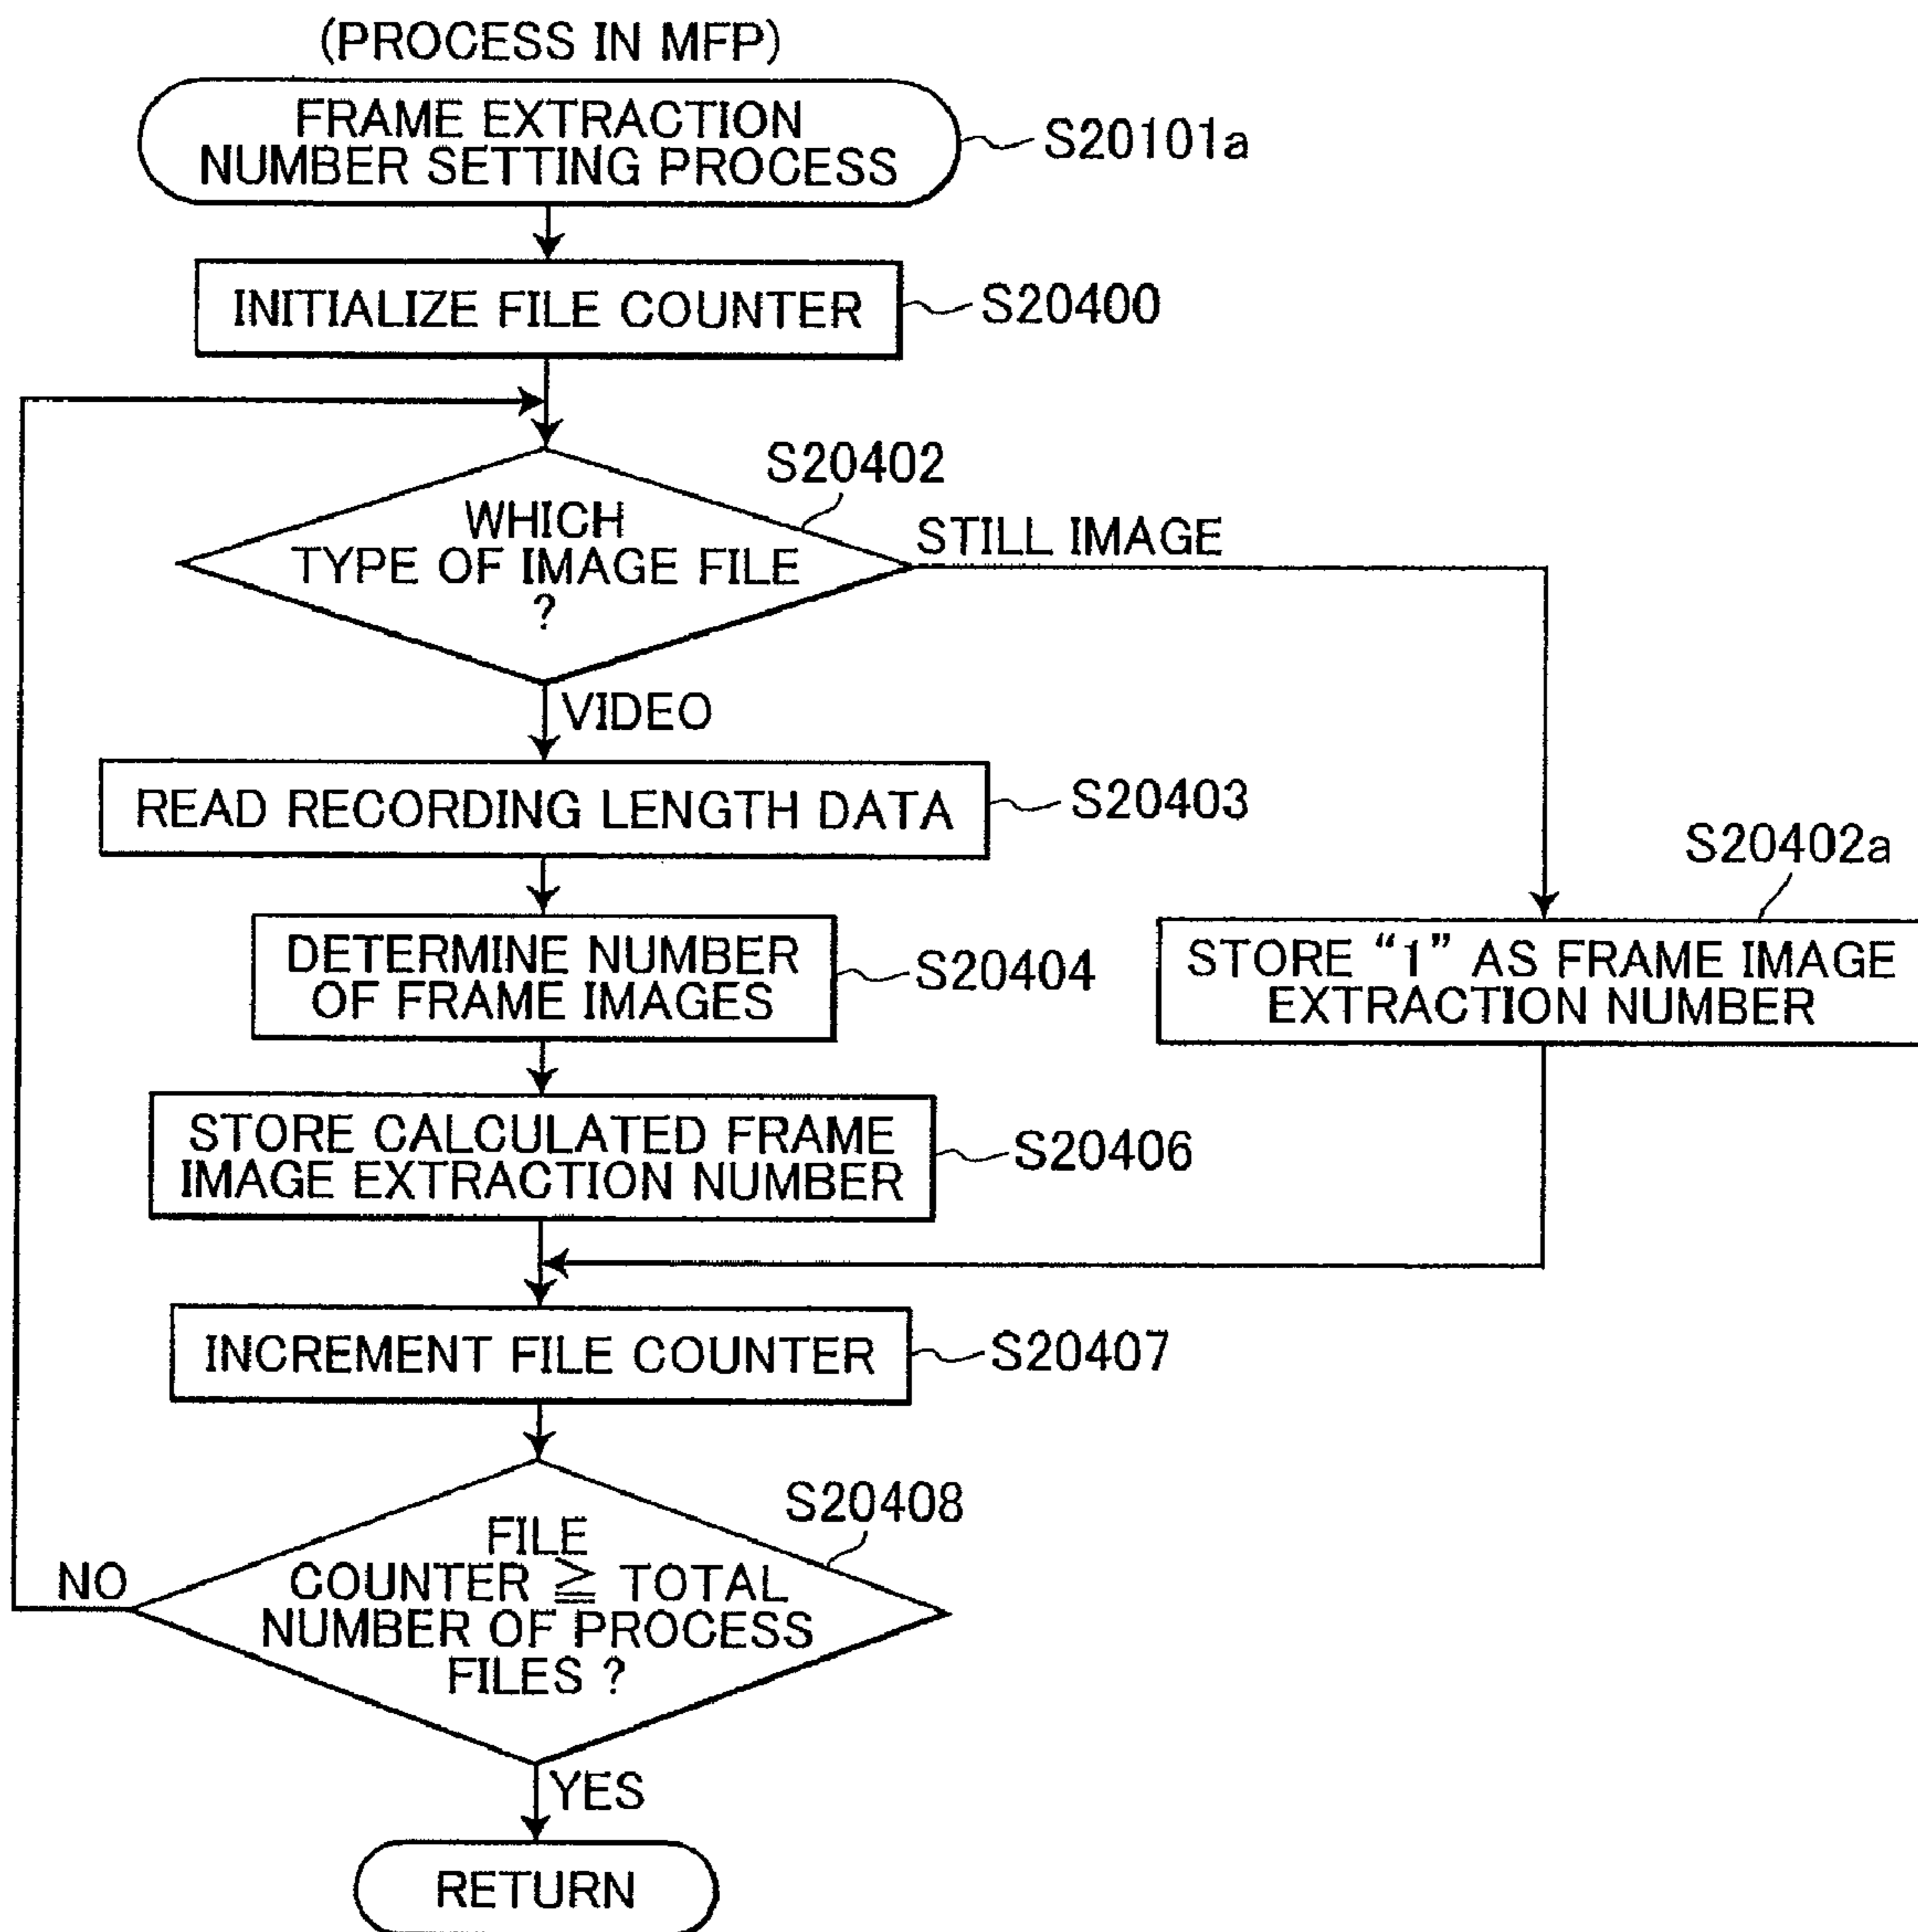 (PROCESS IN MFP)
FRAME EXTRACTION
NUMBER SETTING PROCESS
S20101a
INITIALIZE FILE COUNTER
S20400
S20402
WHICH
TYPE OF IMAGE FILE
?
STILL IMAGE
VIDEO
READ RECORDING LENGTH DATA
S20403
S20402a
DETERMINE NUMBER
OF FRAME IMAGES
S20404
STORE “1” AS FRAME IMAGE
EXTRACTION NUMBER
STORE CALCULATED FRAME
IMAGE EXTRACTION NUMBER
S20406
INCREMENT FILE COUNTER
S20407
S20408
FILE
COUNTER ≧ TOTAL
NUMBER OF PROCESS
FILES ?
NO
YES
RETURN